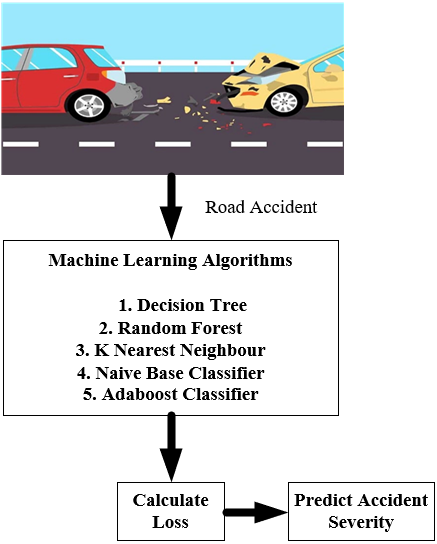 Road Accident
Machine Learning Algorithms
1. Decision Tree
2. Random Forest
3. K Nearest Neighbour
4. Naive Base Classifier
5. Adaboost Classifier
Calculate
Loss
Predict Accident
Severity